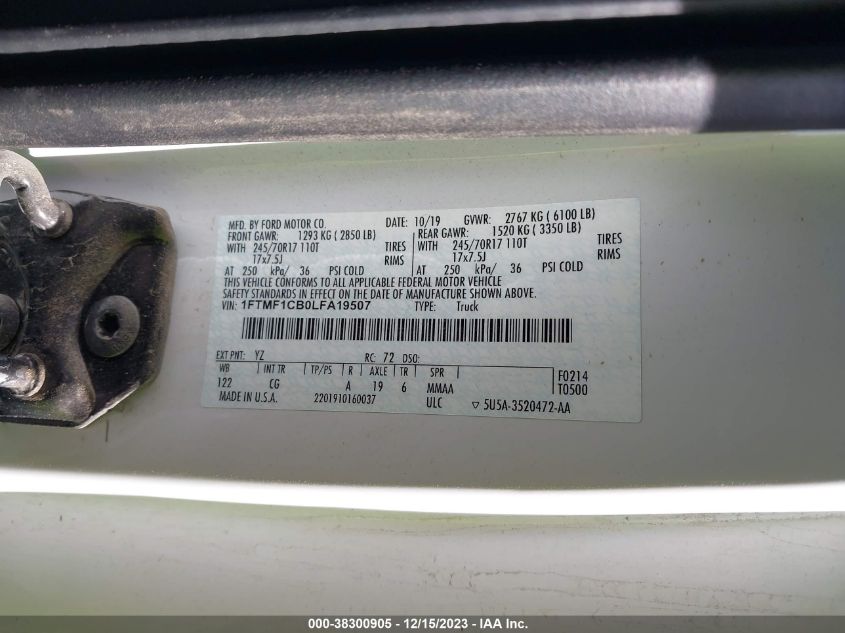 MFD. BY FORD MOTOR CO. DATE: 10/19 GVWR: 2767 KG ( 6100 LB)
FRONT GAWR: 1293 KG ( 2850 LB) REAR GAWR: 1520 KG ( 3350 LB)
WITH 245/70R17 110T TIRES WITH 245/70R17 110T TIRES
17x7.5J RIMS 17x7.5J RIMS
AT 250 kPa/ 36 PSI COLD AT 250 kPa/ 36 PSI COLD
THIS VEHICLE CONFORMS TO ALL APPLICABLE FEDERAL MOTOR VEHICLE
SAFETY STANDARDS IN EFFECT ON THE DATE OF MANUFACTURE SHOWN ABOVE.
VIN: 1FTMF1CB0LFA19507 TYPE: Truck
EXT PNT: YZ RC: 72 DSO:
WB INT TR TP/PS R AXLE TR SPR F0214
122 CG A 19 6 MMAA T0500
MADE IN U.S.A. 2201910160037 ULC ▽ 5U5A-3520472-AA
000-38300905 - 12/15/2023 - IAA Inc.